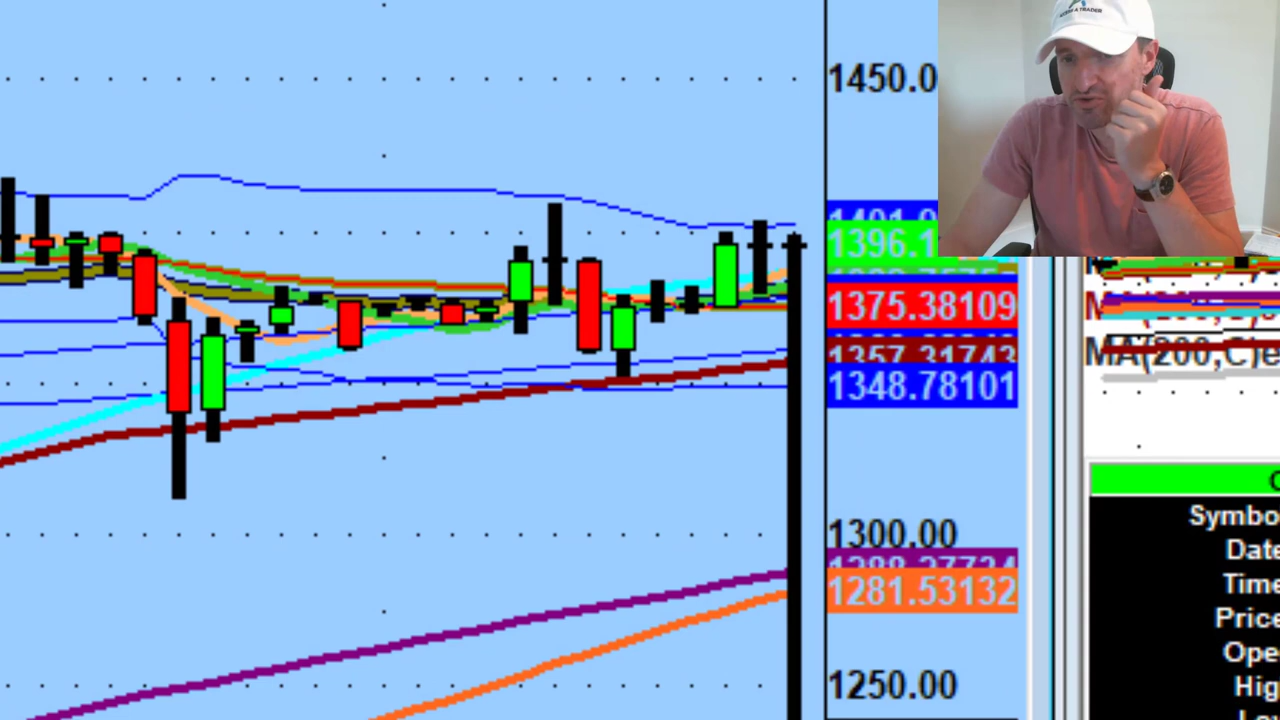 1450.0
1396.1
1375.38109
1357.31743
1348.78101
1300.00
1281.53132
1250.00
MA(200,C)e
Symbo
Date
Time
Price
Ope
Hig